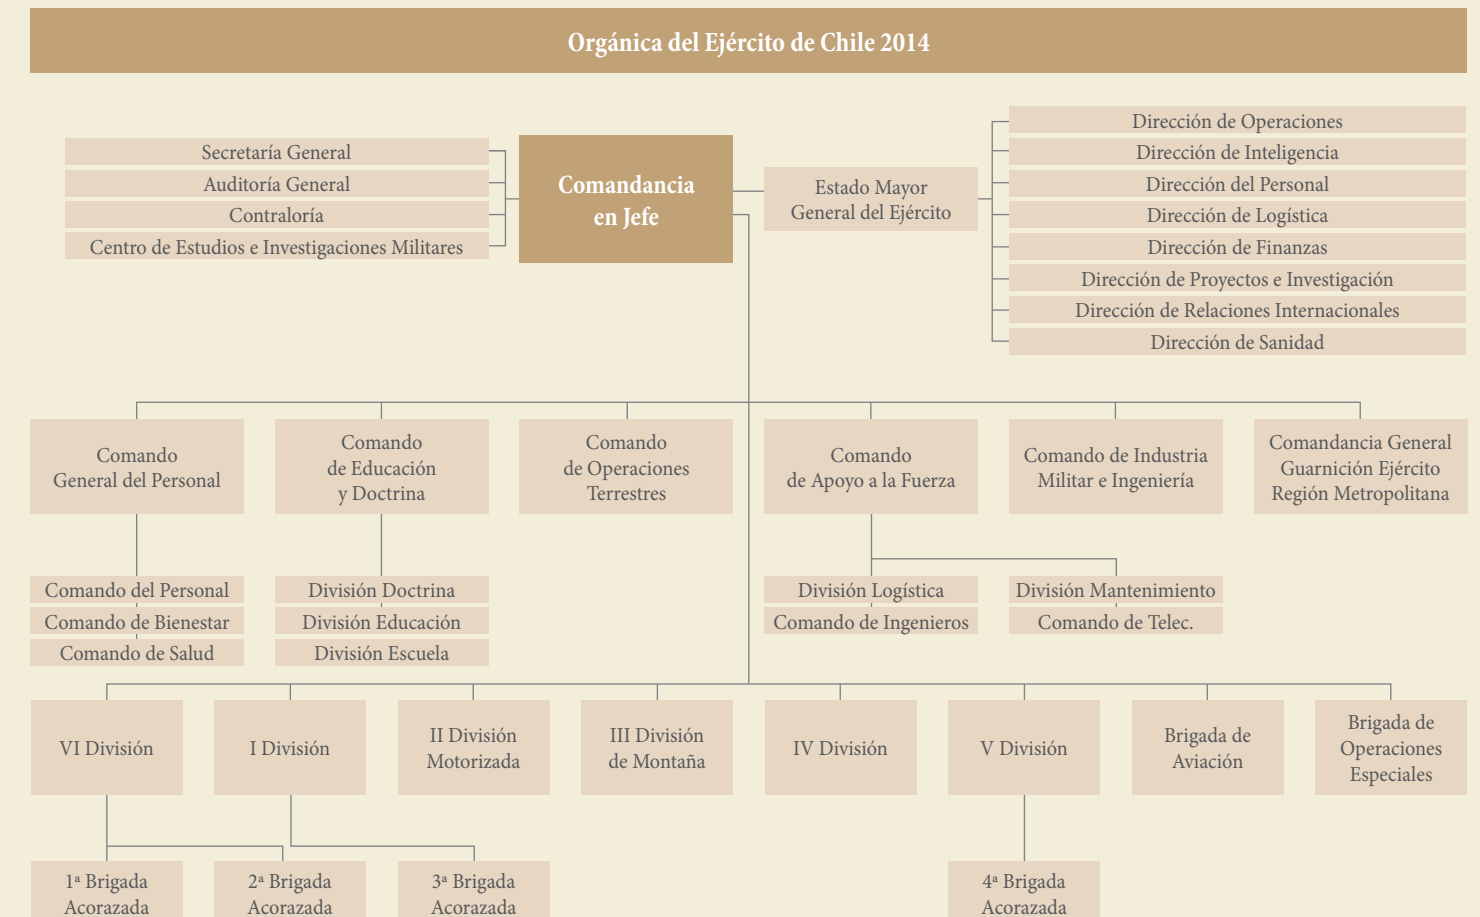 Orgánica del Ejército de Chile 2014
Secretaría General
Auditoría General
Contraloría
Centro de Estudios e Investigaciones Militares
Comandancia
en Jefe
Estado Mayor
General del Ejército
Dirección de Operaciones
Dirección de Inteligencia
Dirección del Personal
Dirección de Logística
Dirección de Finanzas
Dirección de Proyectos e Investigación
Dirección de Relaciones Internacionales
Dirección de Sanidad
Comando
General del Personal
Comando
de Educación
y Doctrina
Comando
de Operaciones
Terrestres
Comando
de Apoyo a la Fuerza
Comando de Industria
Militar e Ingeniería
Comandancia General
Guarnición Ejército
Región Metropolitana
Comando del Personal
Comando de Bienestar
Comando de Salud
División Doctrina
División Educación
División Escuela
División Logística
Comando de Ingenieros
División Mantenimiento
Comando de Telec.
VI División
I División
II División
Motorizada
III División
de Montaña
IV División
V División
Brigada de
Aviación
Brigada de
Operaciones
Especiales
1ª Brigada
Acorazada
2ª Brigada
Acorazada
3ª Brigada
Acorazada
4ª Brigada
Acorazada